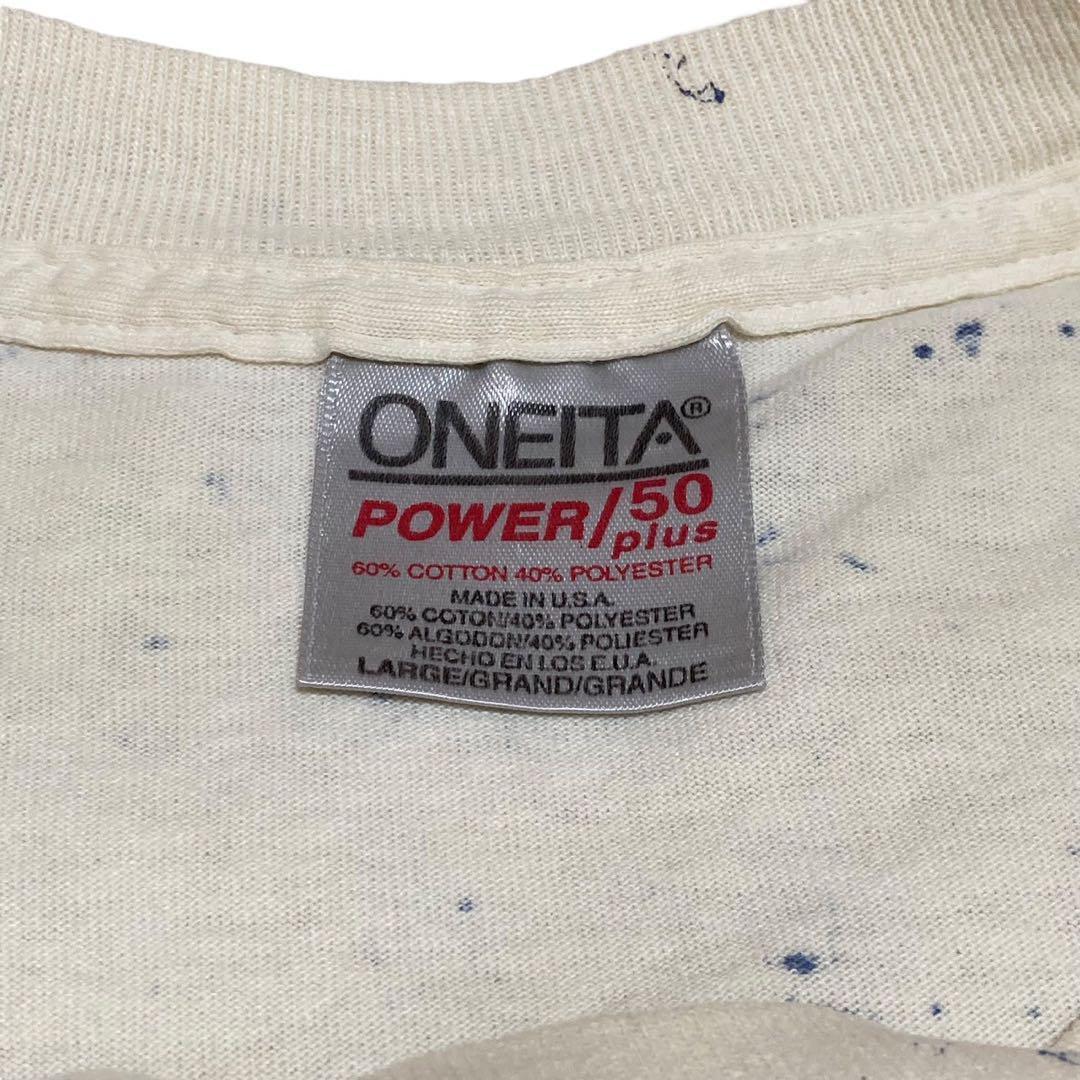 ONEITA®
POWER/50 plus
60% COTTON 40% POLYESTER
MADE IN U.S.A.
60% COTON/40% POLYESTER
60% ALGODON/40% POLIESTER
HECHO EN LOS E.U.A.
LARGE/GRAND/GRANDE